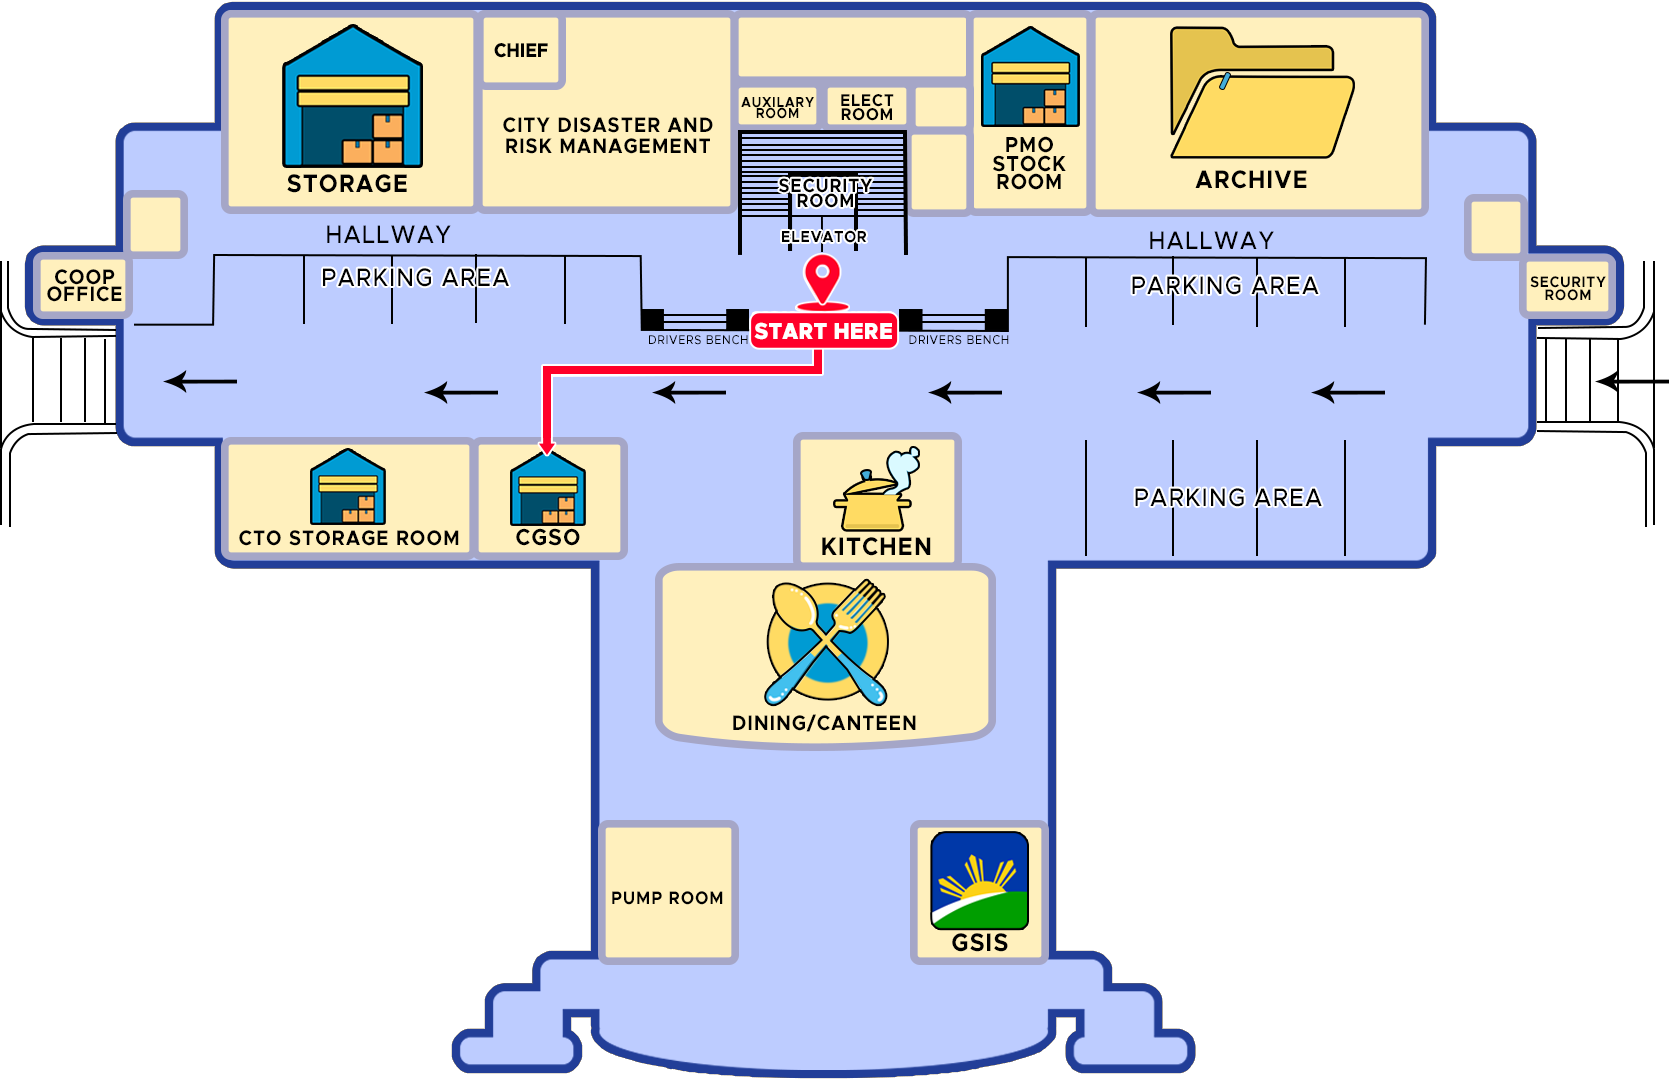 STORAGE
CHIEF
CITY DISASTER AND
RISK MANAGEMENT
AUXILARY
ROOM
ELECT
ROOM
SECURITY
ROOM
ELEVATOR
PMO
STOCK
ROOM
ARCHIVE
HALLWAY
PARKING AREA
HALLWAY
PARKING AREA
COOP
OFFICE
SECURITY
ROOM
DRIVERS BENCH
START HERE
DRIVERS BENCH
CTO STORAGE ROOM
CGSO
KITCHEN
PARKING AREA
DINING/CANTEEN
PUMP ROOM
GSIS